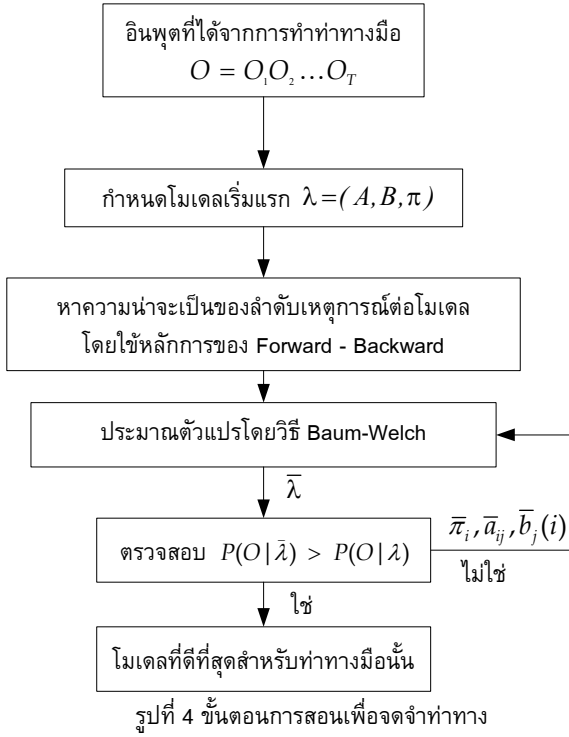 อินพุตที่ได้จากการทำท่าทางมือ
O = O₁O₂ …O_T
กำหนดโมเดลเริ่มแรก λ=( A, B, π )
หาความน่าจะเป็นของลำดับเหตุการณ์ต่อโมเดล
โดยใช้หลักการของ Forward - Backward
ประมาณตัวแปรโดยวิธี Baum-Welch
λ̅
ตรวจสอบ P(O | λ̅) > P(O | λ)
π̅ᵢ , a̅ᵢⱼ , b̅ⱼ(i)
ไม่ใช่
ใช่
โมเดลที่ดีที่สุดสำหรับท่าทางมือนั้น
รูปที่ 4 ขั้นตอนการสอนเพื่อจดจำท่าทาง